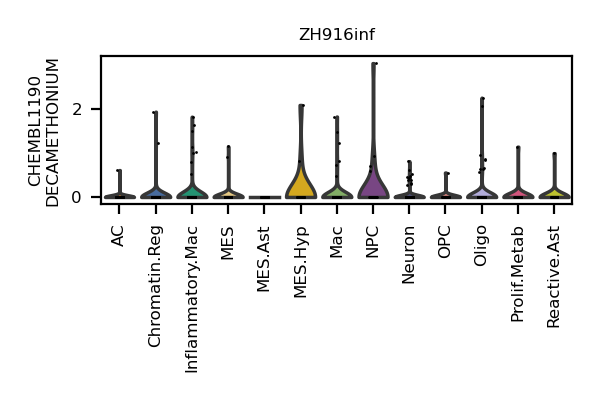 ZH916inf
CHEMBL1190
DECAMETHONIUM
2
0
AC
Chromatin.Reg
Inflammatory.Mac
MES
MES.Ast
MES.Hyp
Mac
NPC
Neuron
OPC
Oligo
Prolif.Metab
Reactive.Ast